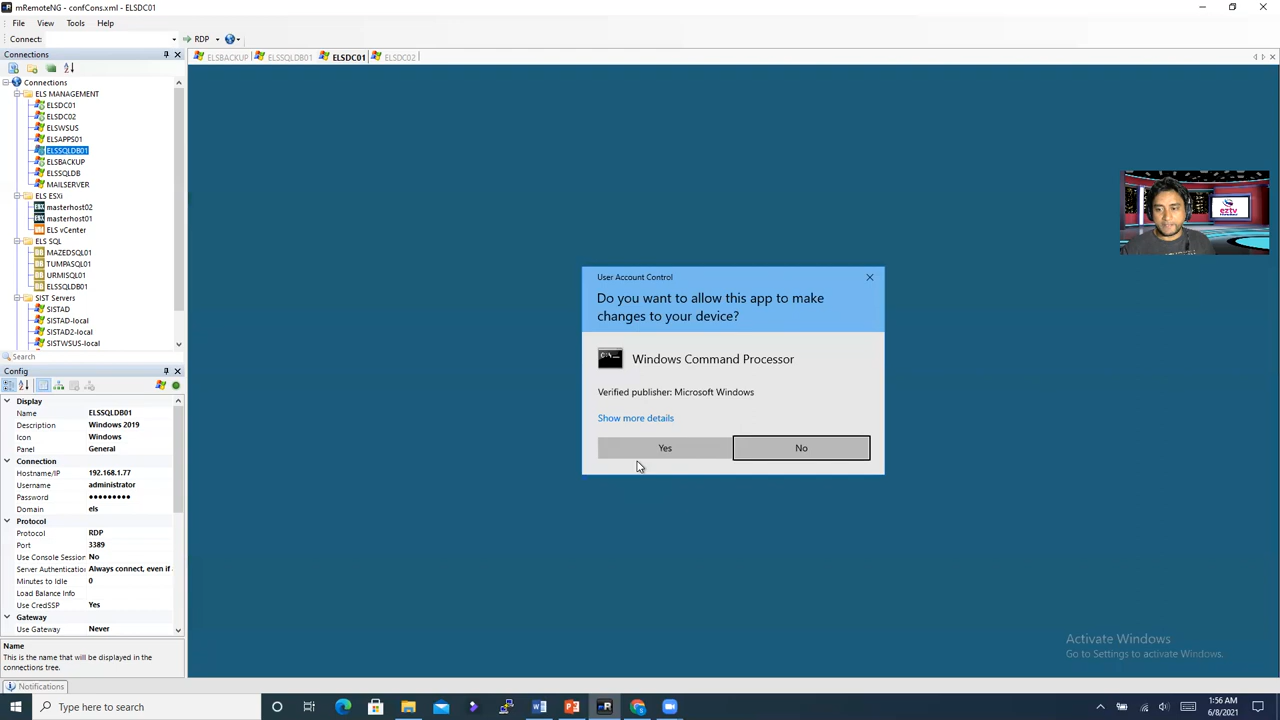 mRemoteNG - confCons.xml - ELSDC01
File View Tools Help
Connect: RDP
Connections
ELSBACKUP ELSSQLDB01 ELSDC01 ELSDC02
Connections
ELS MANAGEMENT
ELSDC01
ELSDC02
ELSWSUS
ELSAPPS01
ELSSQLDB01
ELSBACKUP
ELSSQLDB
MAILSERVER
ELS ESXi
masterhost02
masterhost01
ELS vCenter
ELS SQL
MAZEDSQL01
TUMPASQL01
URMISQL01
ELSSQLDB01
SIST Servers
SISTAD
SISTAD-local
SISTAD2-local
SISTWSUS-local
Search
Config
Display
Name ELSSQLDB01
Description Windows 2019
Icon Windows
Panel General
Connection
Hostname/IP 192.168.1.77
Username administrator
Password •••••••••
Domain els
Protocol
Protocol RDP
Port 3389
Use Console Session No
Server Authentication Always connect, even if
Minutes to Idle 0
Load Balance Info
Use CredSSP Yes
Gateway
Use Gateway Never
Name
This is the name that will be displayed in the
connections tree.
Notifications
User Account Control
Do you want to allow this app to make
changes to your device?
Windows Command Processor
Verified publisher: Microsoft Windows
Show more details
Yes No
eztv
Activate Windows
Go to Settings to activate Windows.
Type here to search
1:56 AM
6/8/2021